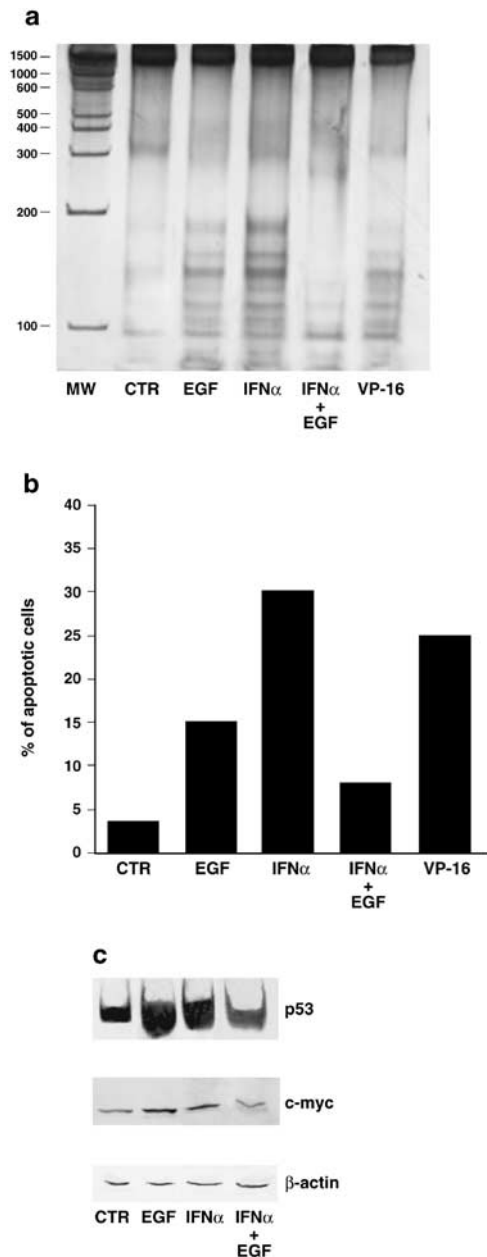 a
1500
1000
600
500
400
300
200
100
MW CTR EGF IFNα IFNα + EGF VP-16
b
40
35
30
25
20
15
10
5
0
% of apoptotic cells
CTR EGF IFNα IFNα + EGF VP-16
c
p53
c-myc
β-actin
CTR EGF IFNα IFNα + EGF